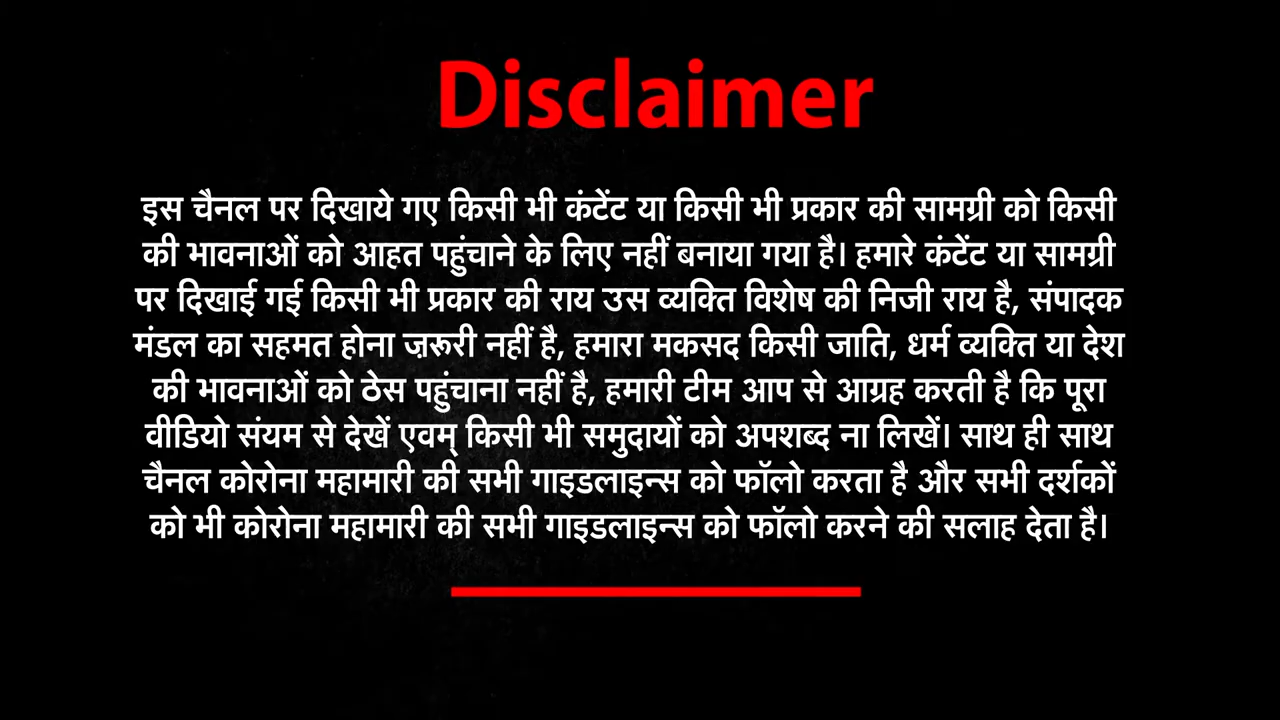 Disclaimer
इस चैनल पर दिखाये गए किसी भी कंटेंट या किसी भी प्रकार की सामग्री को किसी
की भावनाओं को आहत पहुंचाने के लिए नहीं बनाया गया है। हमारे कंटेंट या सामग्री
पर दिखाई गई किसी भी प्रकार की राय उस व्यक्ति विशेष की निजी राय है, संपादक
मंडल का सहमत होना ज़रूरी नहीं है, हमारा मकसद किसी जाति, धर्म व्यक्ति या देश
की भावनाओं को ठेस पहुंचाना नहीं है, हमारी टीम आप से आग्रह करती है कि पूरा
वीडियो संयम से देखें एवम् किसी भी समुदायों को अपशब्द ना लिखें। साथ ही साथ
चैनल कोरोना महामारी की सभी गाइडलाइन्स को फॉलो करता है और सभी दर्शकों
को भी कोरोना महामारी की सभी गाइडलाइन्स को फॉलो करने की सलाह देता है।